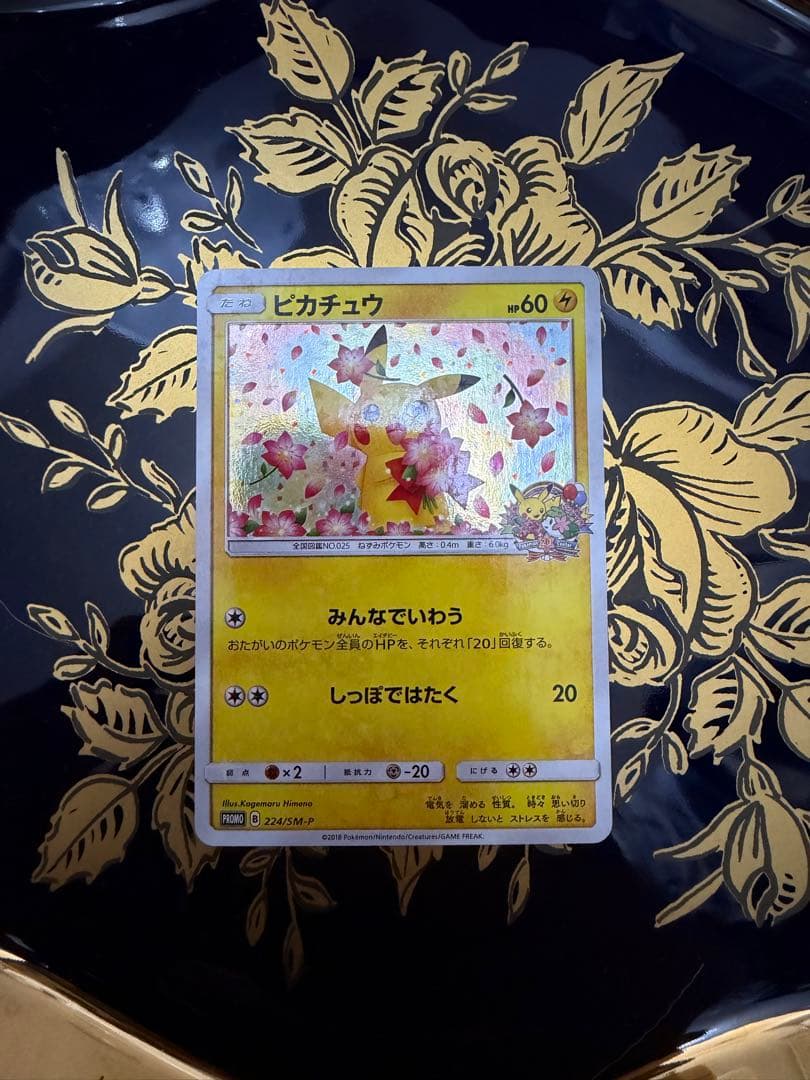 たね ピカチュウ HP60
全国図鑑NO.025 ねずみポケモン 高さ:0.4m 重さ:6.0kg
みんなでいわう
おたがいのポケモン全員のHPを、それぞれ「20」回復する。
しっぽではたく 20
弱点 ×2 抵抗力 -20 にげる
Illus.Kagemaru Himeno
電気を 溜める 性質。 時々 思い切り
PROMO B 224/SM-P
放電 しないと ストレスを 感じる。
©2018 Pokémon/Nintendo/Creatures/GAME FREAK.